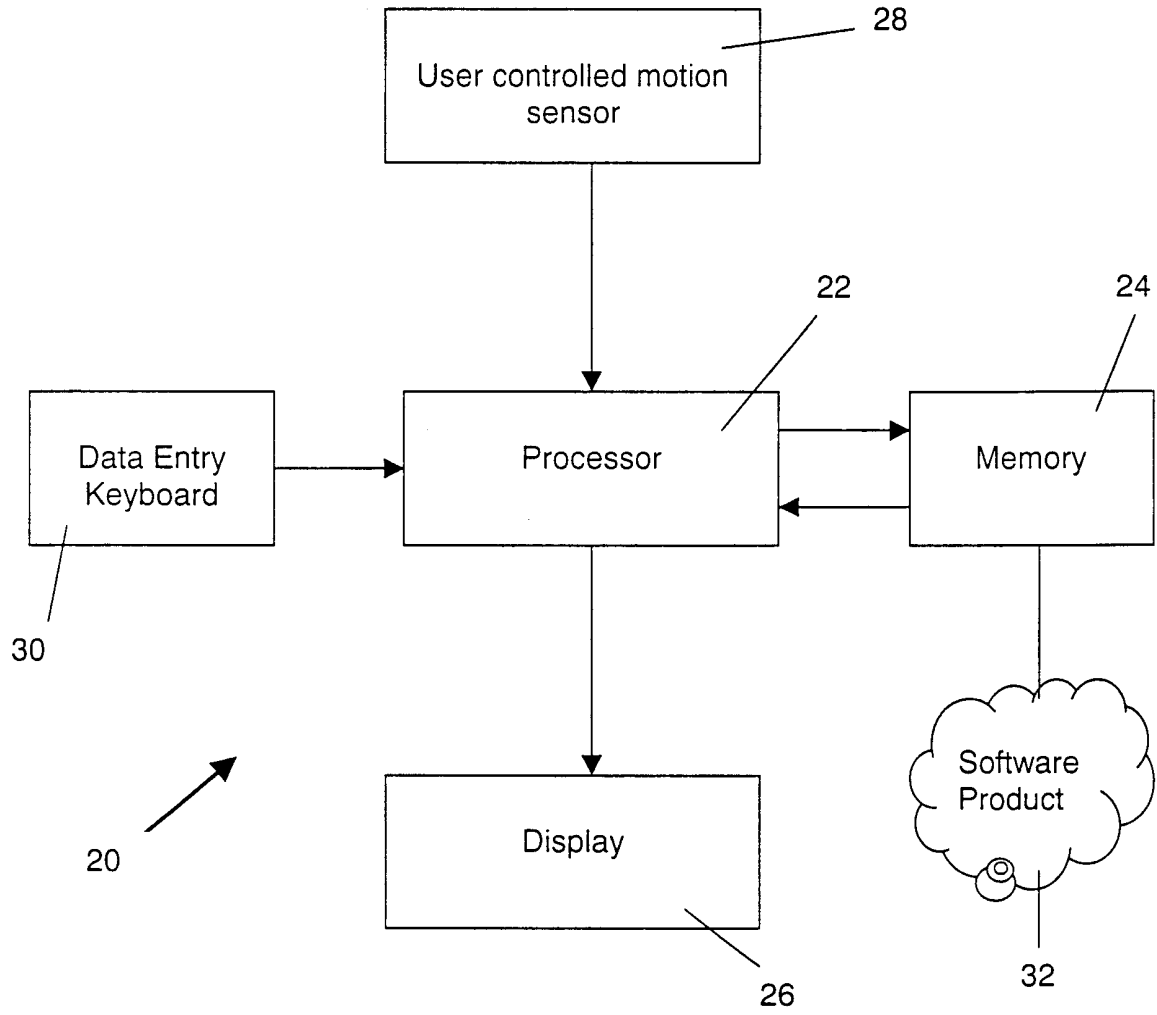 28
User controlled motion
sensor
22
24
Data Entry
Keyboard
Processor
Memory
30
Software
Product
20
Display
26
32